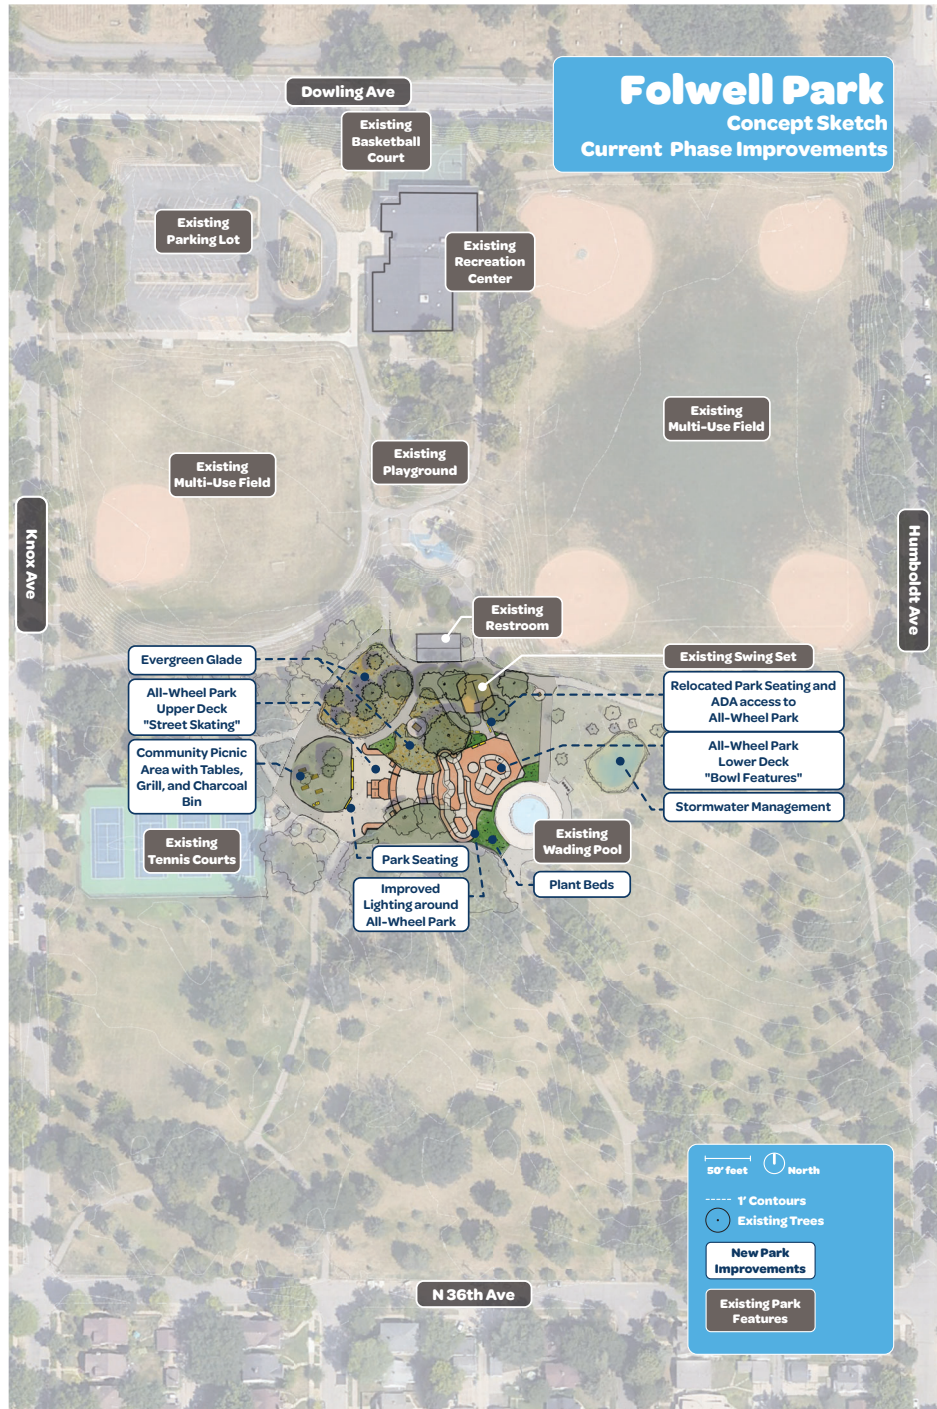 Folwell Park
Concept Sketch
Current Phase Improvements
Dowling Ave
Existing
Basketball
Court
Existing
Parking Lot
Existing
Recreation
Center
Existing
Multi-Use Field
Existing
Playground
Existing
Multi-Use Field
Knox Ave
Humboldt Ave
Existing
Restroom
Existing Swing Set
Evergreen Glade
All-Wheel Park
Upper Deck
"Street Skating"
Community Picnic
Area with Tables,
Grill, and Charcoal
Bin
Relocated Park Seating and
ADA access to
All-Wheel Park
All-Wheel Park
Lower Deck
"Bowl Features"
Stormwater Management
Existing
Tennis Courts
Existing
Wading Pool
Park Seating
Plant Beds
Improved
Lighting around
All-Wheel Park
50' feet
North
1' Contours
Existing Trees
New Park
Improvements
Existing Park
Features
N 36th Ave